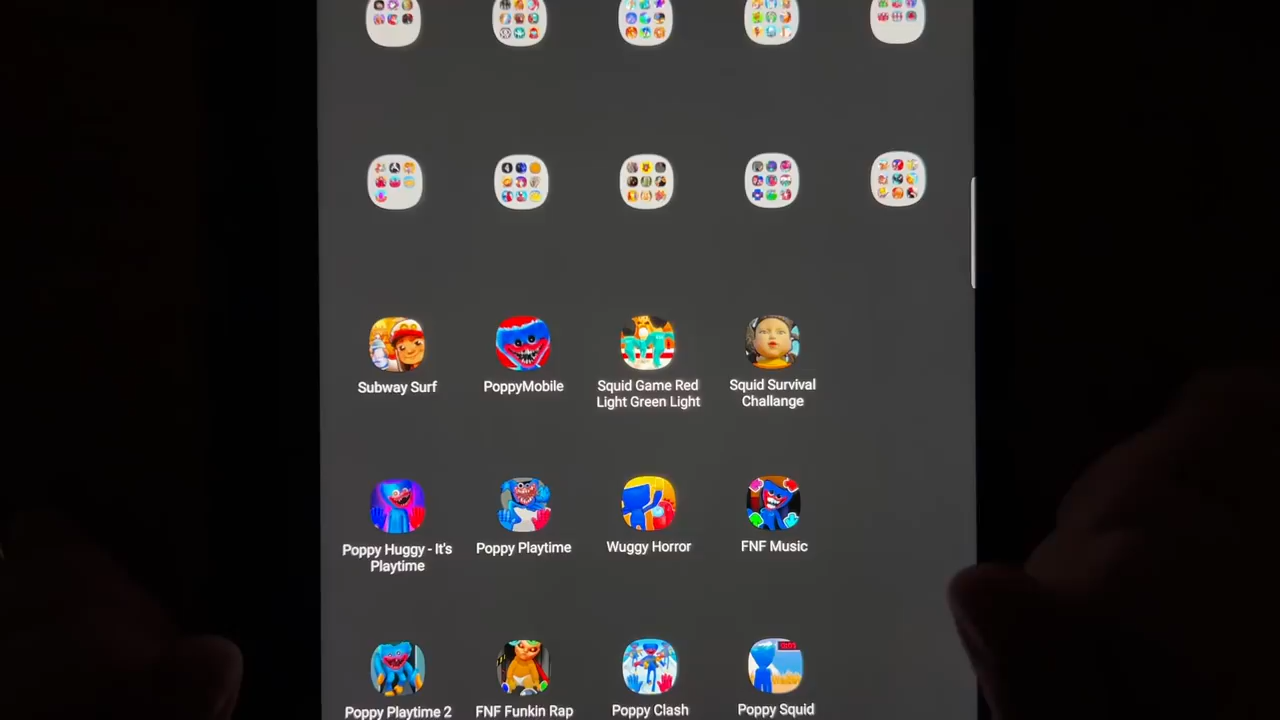 Subway Surf
PoppyMobile
Squid Game Red
Light Green Light
Squid Survival
Challange
Poppy Huggy - It's
Playtime
Poppy Playtime
Wuggy Horror
FNF Music
Poppy Playtime 2
FNF Funkin Rap
Poppy Clash
Poppy Squid